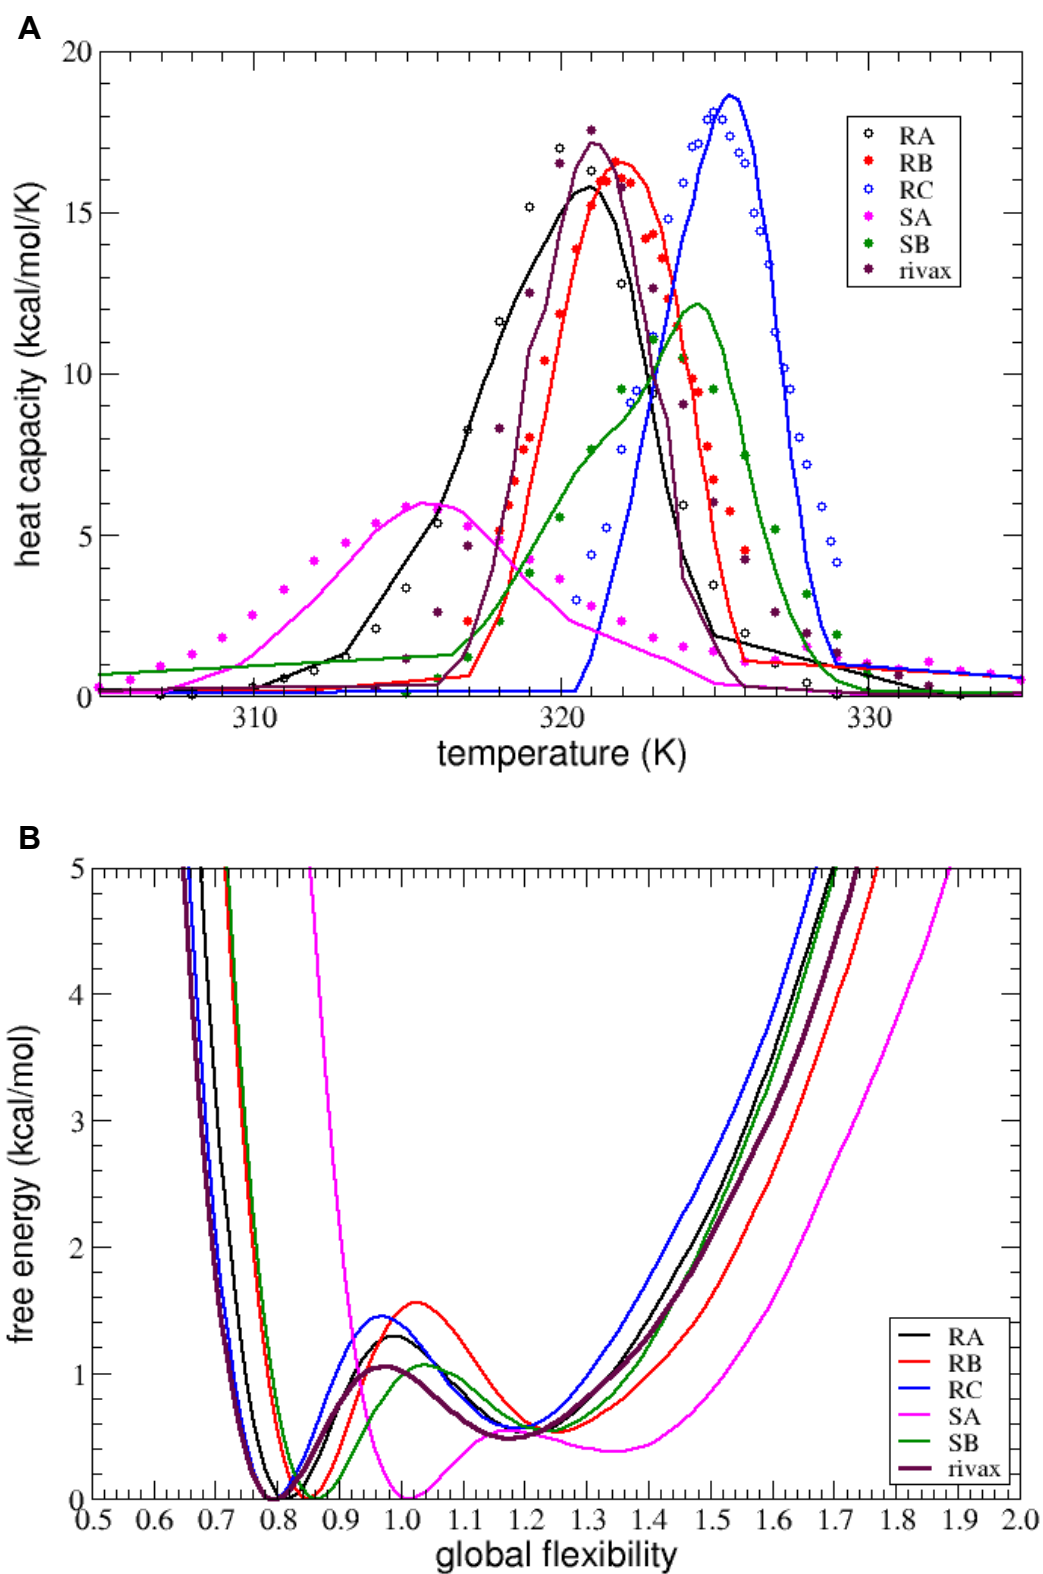 A
20
15
10
5
0
heat capacity (kcal/mol/K)
RA
RB
RC
SA
SB
rivax
310 320 330
temperature (K)
B
5
4
3
2
1
0
free energy (kcal/mol)
RA
RB
RC
SA
SB
rivax
0.5 0.6 0.7 0.8 0.9 1.0 1.1 1.2 1.3 1.4 1.5 1.6 1.7 1.8 1.9 2.0
global flexibility